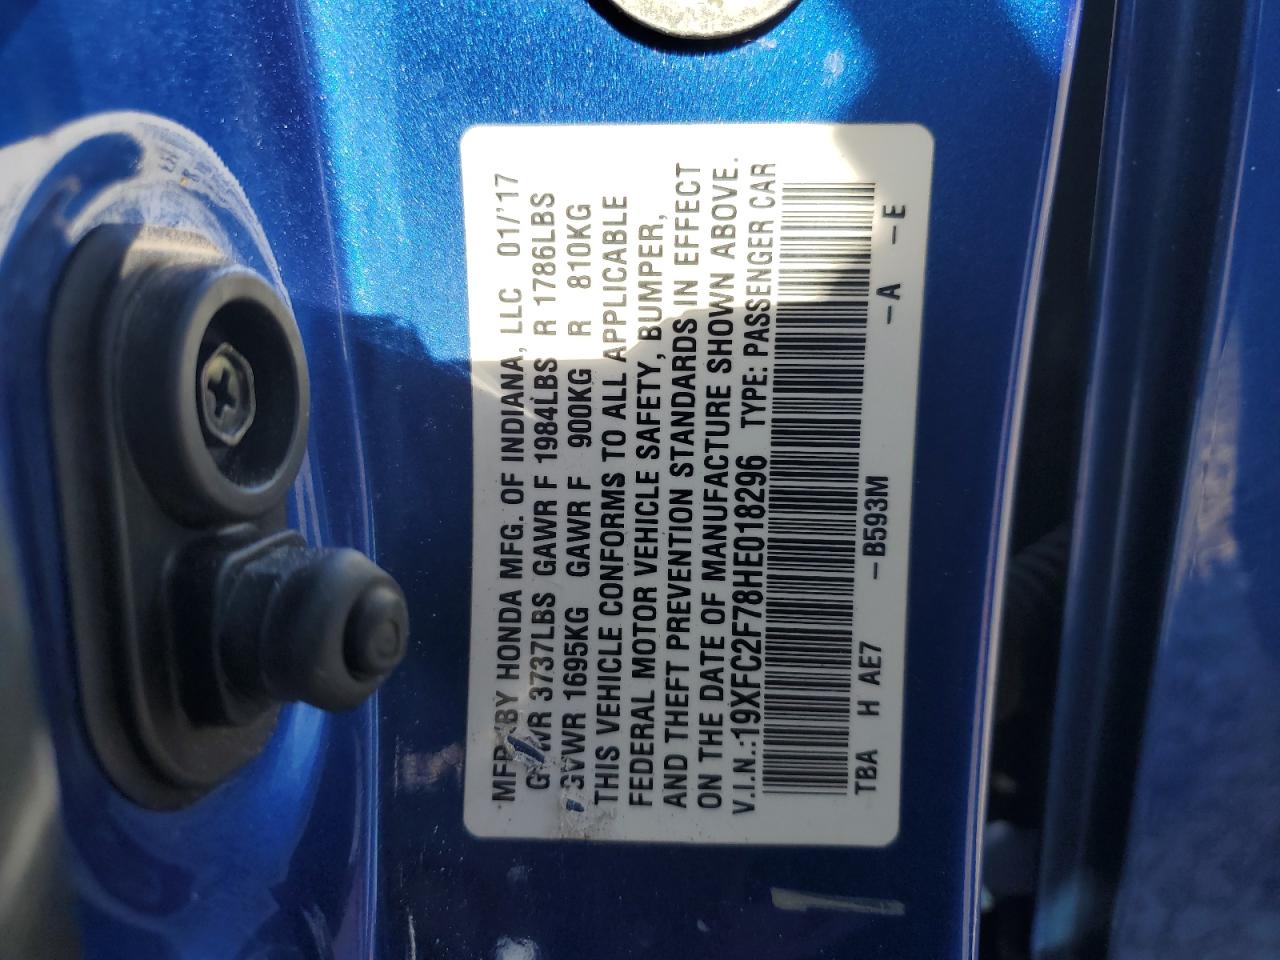 MFD BY HONDA MFG. OF INDIANA, LLC 01/'17
GVWR 3737LBS GAWR F 1984LBS R 1786LBS
GVWR 1695KG GAWR F 900KG R 810KG
THIS VEHICLE CONFORMS TO ALL APPLICABLE
FEDERAL MOTOR VEHICLE SAFETY, BUMPER,
AND THEFT PREVENTION STANDARDS IN EFFECT
ON THE DATE OF MANUFACTURE SHOWN ABOVE.
V.I.N.:19XFC2F78HE018296 TYPE: PASSENGER CAR
TBA H AE7 –B593M –A –E